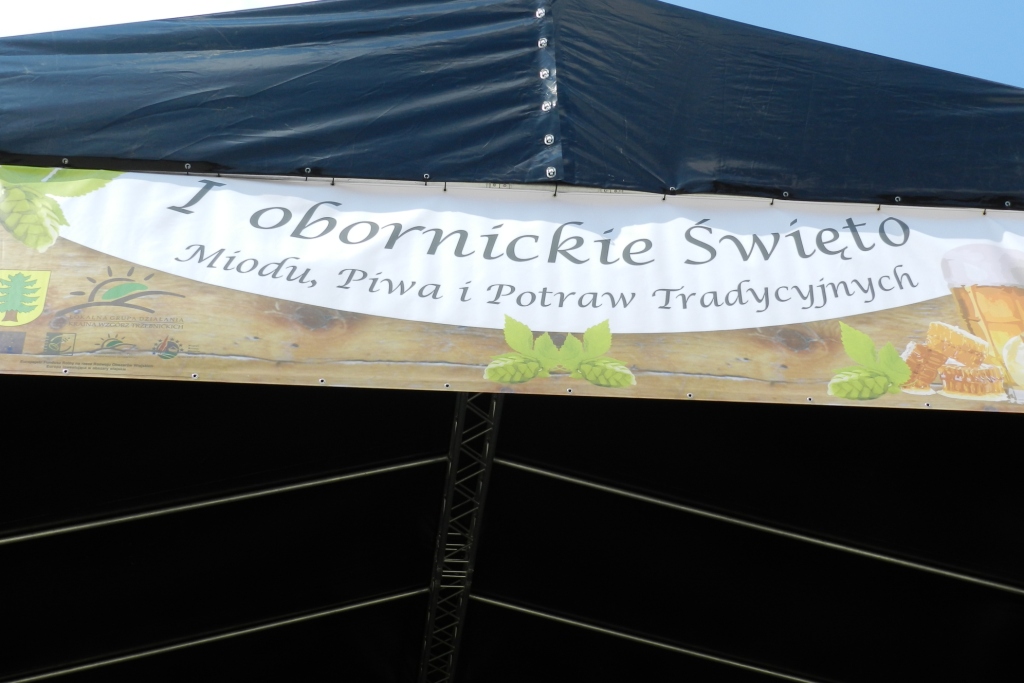 I obornickie Święto
Miodu, Piwa i Potraw Tradycyjnych